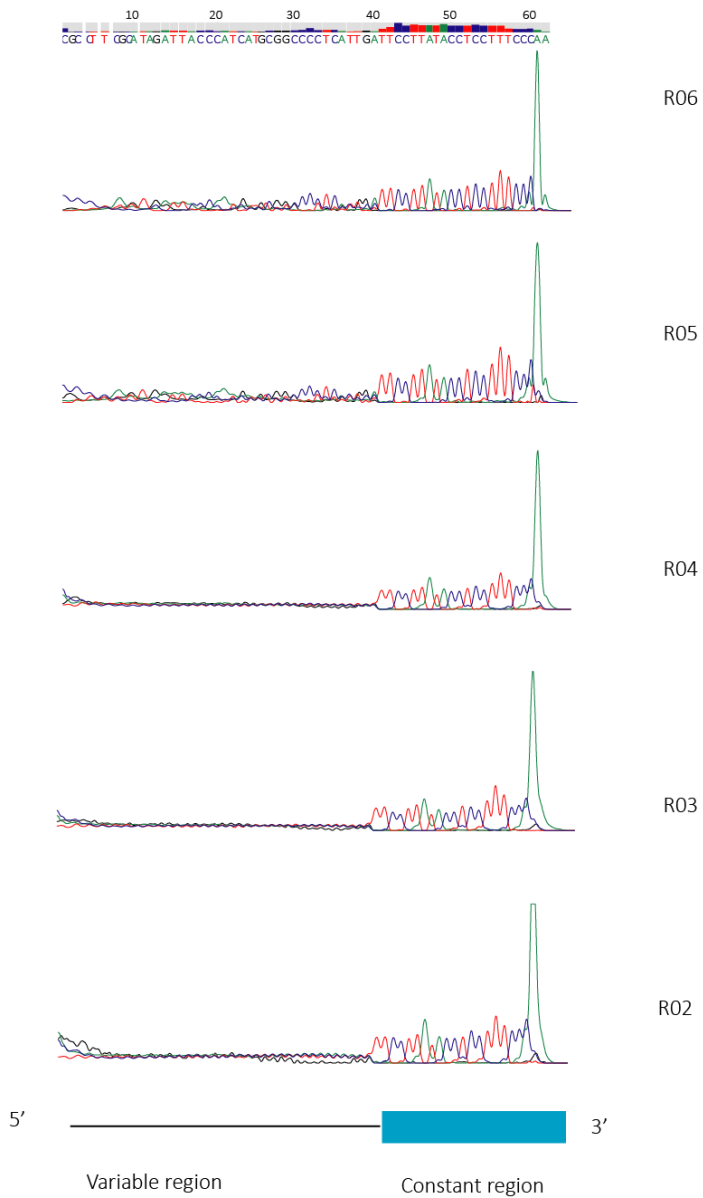 10 20 30 40 50 60
CGC CT T CGCATAGATTACCCATCATGCGGCCCCTCATTGATTCCTTATACCTCCTTTCCCAA
R06
R05
R04
R03
R02
5’ 3’
Variable region Constant region